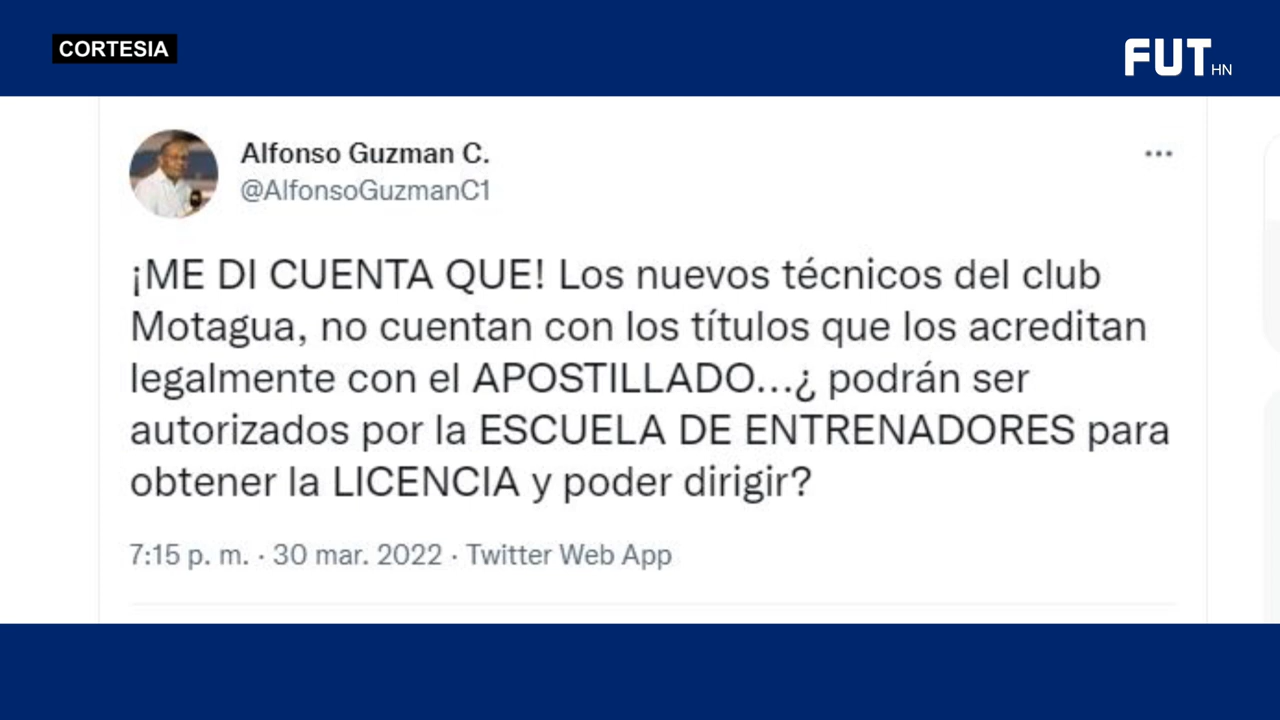 CORTESIA
FUT HN
Alfonso Guzman C.
@AlfonsoGuzmanC1
¡ME DI CUENTA QUE! Los nuevos técnicos del club
Motagua, no cuentan con los títulos que los acreditan
legalmente con el APOSTILLADO...¿ podrán ser
autorizados por la ESCUELA DE ENTRENADORES para
obtener la LICENCIA y poder dirigir?
7:15 p. m. · 30 mar. 2022 · Twitter Web App